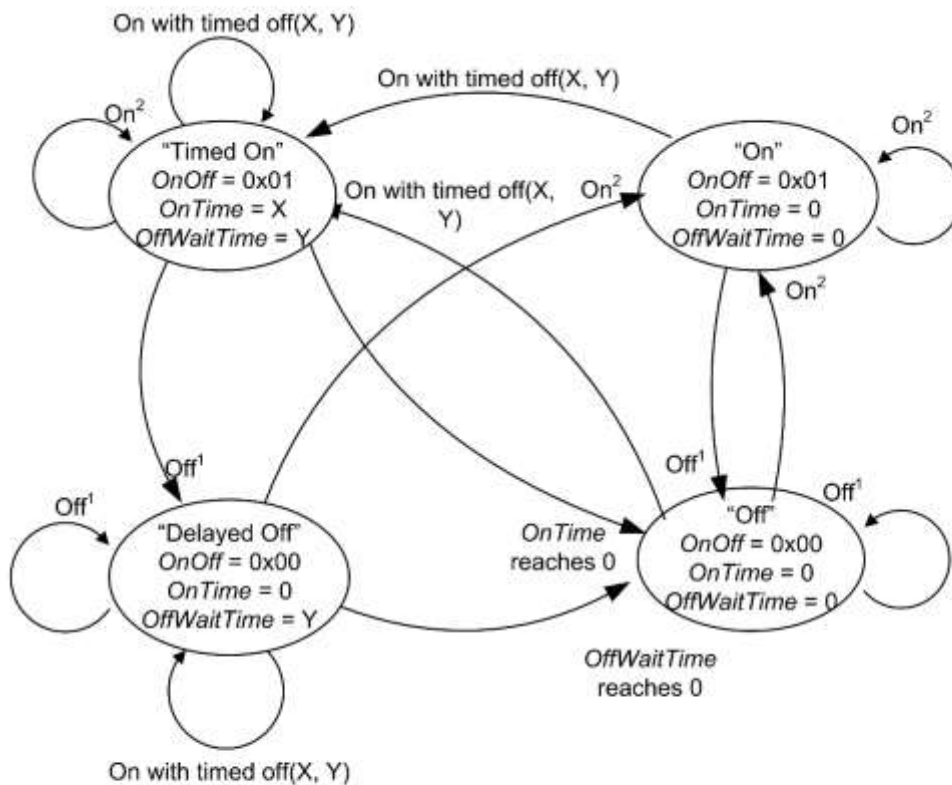 On with timed off(X, Y)
On with timed off(X, Y)
On²
On²
"Timed On"
OnOff = 0x01
OnTime = X
OffWaitTime = Y
On with timed off(X,
Y)
On²
"On"
OnOff = 0x01
OnTime = 0
OffWaitTime = 0
On²
Off¹
Off¹
Off¹
Off¹
"Delayed Off"
OnOff = 0x00
OnTime = 0
OffWaitTime = Y
OnTime
reaches 0
"Off"
OnOff = 0x00
OnTime = 0
OffWaitTime = 0
OffWaitTime
reaches 0
On with timed off(X, Y)